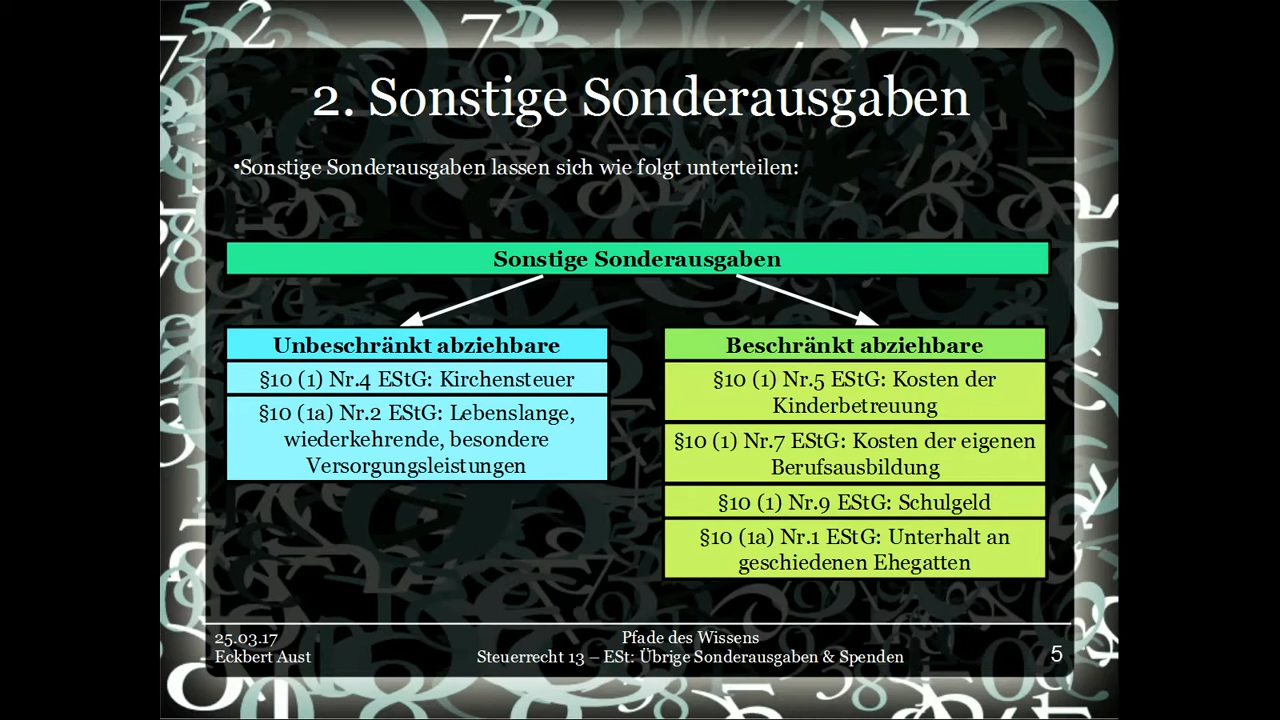 2. Sonstige Sonderausgaben
•Sonstige Sonderausgaben lassen sich wie folgt unterteilen:
Sonstige Sonderausgaben
Unbeschränkt abziehbare
§10 (1) Nr.4 EStG: Kirchensteuer
§10 (1a) Nr.2 EStG: Lebenslange,
wiederkehrende, besondere
Versorgungsleistungen
Beschränkt abziehbare
§10 (1) Nr.5 EStG: Kosten der
Kinderbetreuung
§10 (1) Nr.7 EStG: Kosten der eigenen
Berufsausbildung
§10 (1) Nr.9 EStG: Schulgeld
§10 (1a) Nr.1 EStG: Unterhalt an
geschiedenen Ehegatten
25.03.17
Eckbert Aust
Pfade des Wissens
Steuerrecht 13 – ESt: Übrige Sonderausgaben & Spenden
5